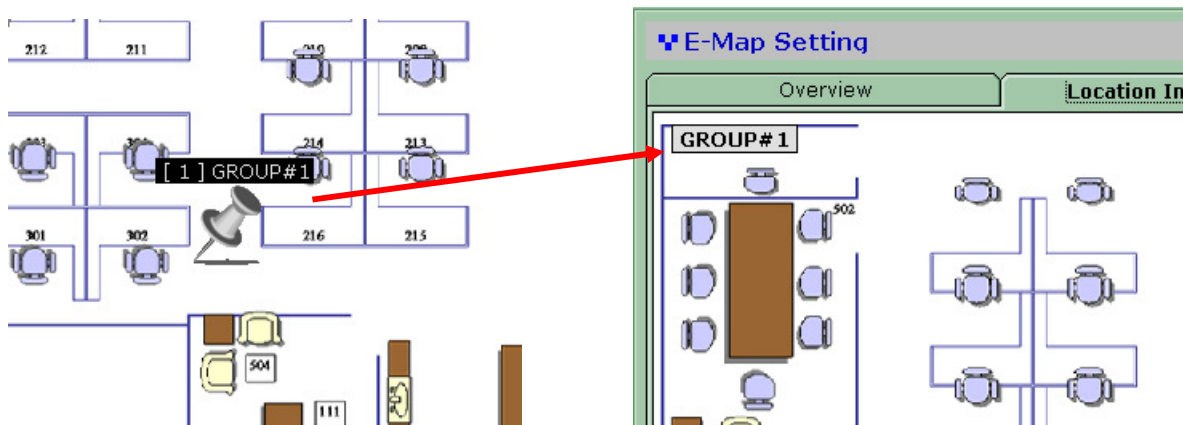 212
211
210
209
214
213
[ 1 ] GROUP#1
301
302
216
215
504
111
E-Map Setting
Overview
Location In
GROUP#1
502